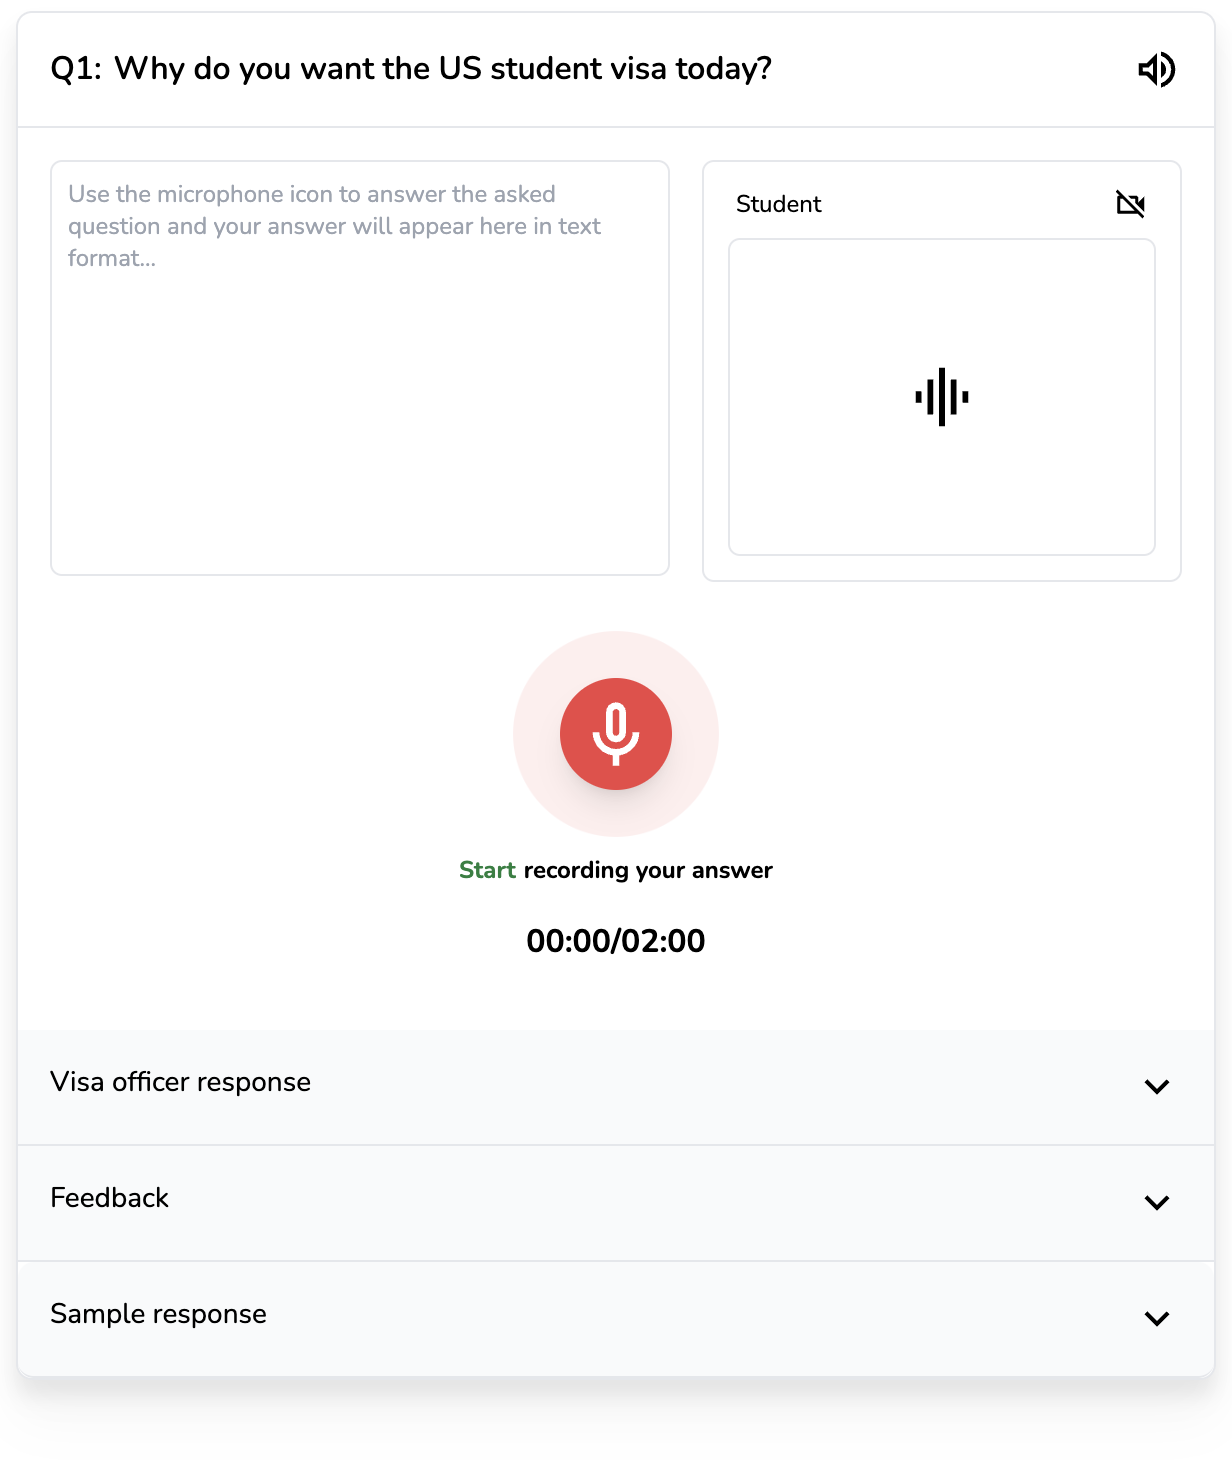 Q1: Why do you want the US student visa today?
Use the microphone icon to answer the asked
question and your answer will appear here in text
format...
Student
Start recording your answer
00:00/02:00
Visa officer response
Feedback
Sample response